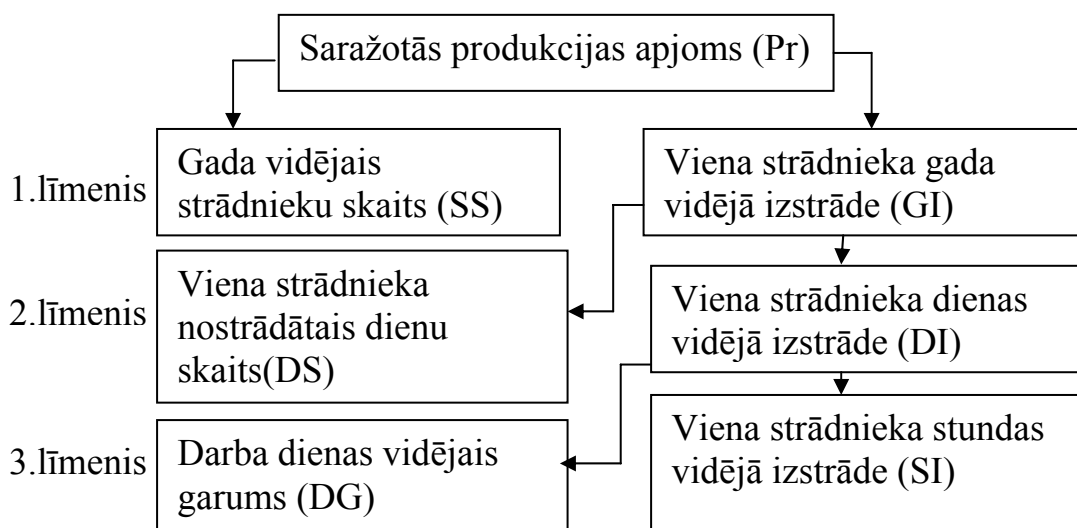 Saražotās produkcijas apjoms (Pr)
1.līmenis
Gada vidējais
strādnieku skaits (SS)
Viena strādnieka gada
vidējā izstrāde (GI)
2.līmenis
Viena strādnieka
nostrādātais dienu
skaits(DS)
Viena strādnieka dienas
vidējā izstrāde (DI)
3.līmenis
Darba dienas vidējais
garums (DG)
Viena strādnieka stundas
vidējā izstrāde (SI)